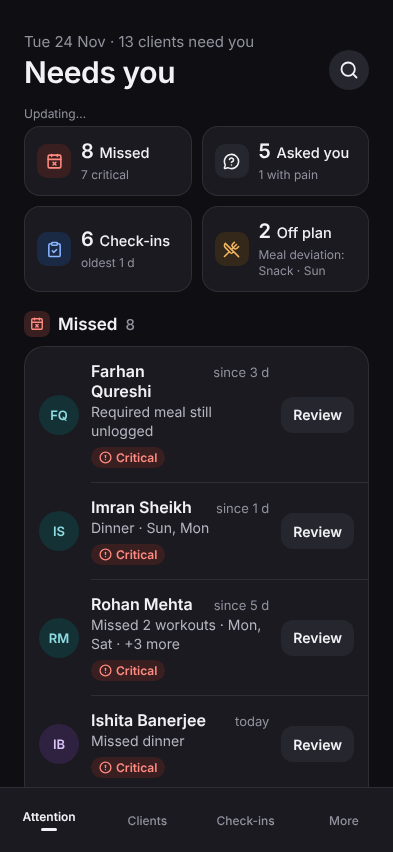 Tue 24 Nov · 13 clients need you
Needs you
Updating...
8 Missed
7 critical
5 Asked you
1 with pain
6 Check-ins
oldest 1 d
2 Off plan
Meal deviation:
Snack · Sun
Missed 8
Farhan
Qureshi
since 3 d
FQ
Required meal still
unlogged
Critical
Review
Imran Sheikh
since 1 d
IS
Dinner · Sun, Mon
Critical
Review
Rohan Mehta
since 5 d
RM
Missed 2 workouts · Mon,
Sat · +3 more
Critical
Review
Ishita Banerjee
today
IB
Missed dinner
Critical
Review
Attention
Clients
Check-ins
More